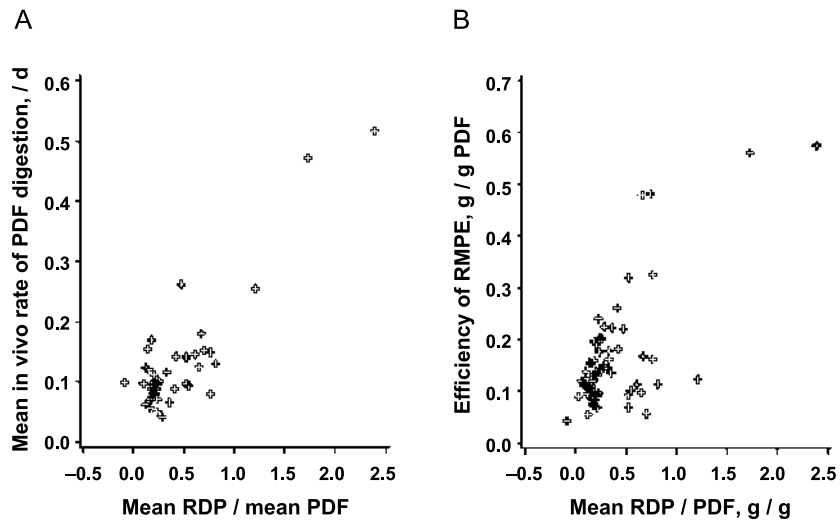 A
Mean in vivo rate of PDF digestion, / d
0.6
0.5
0.4
0.3
0.2
0.1
0.0
–0.5 0.0 0.5 1.0 1.5 2.0 2.5
Mean RDP / mean PDF
B
Efficiency of RMPE, g / g PDF
0.7
0.6
0.5
0.4
0.3
0.2
0.1
0.0
–0.5 0.0 0.5 1.0 1.5 2.0 2.5
Mean RDP / PDF, g / g